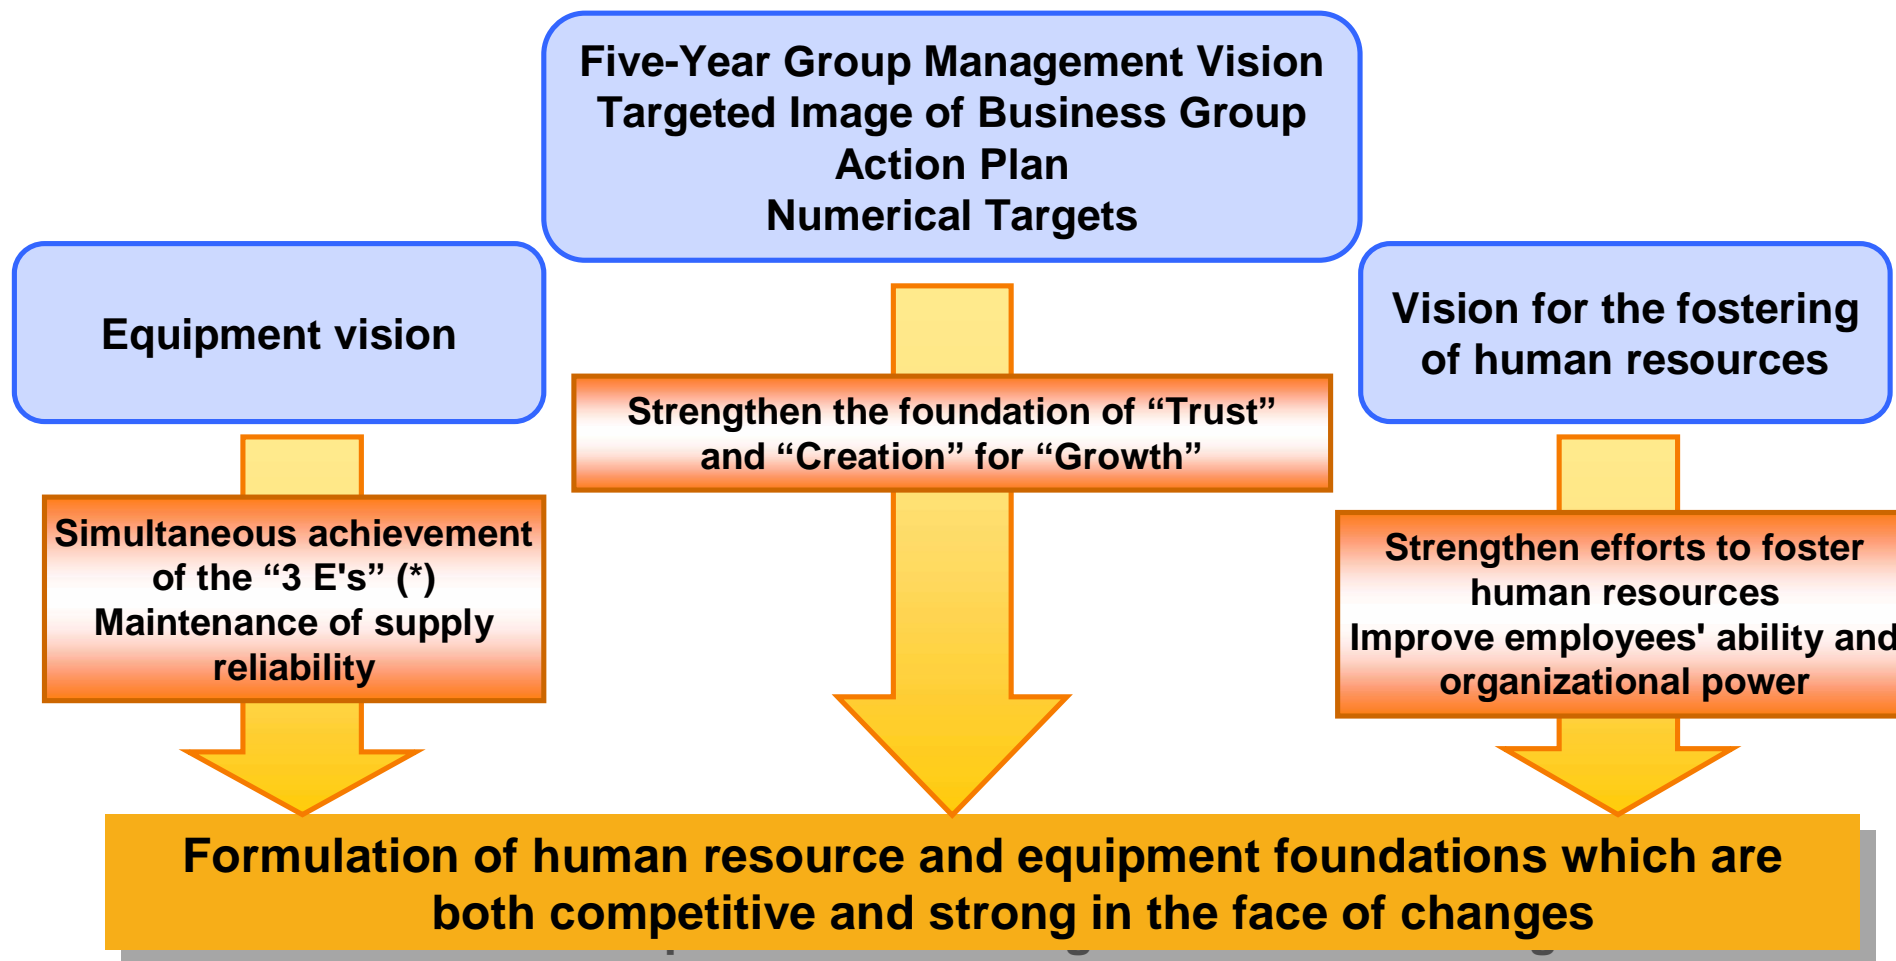 Five-Year Group Management Vision
Targeted Image of Business Group
Action Plan
Numerical Targets
Equipment vision
Vision for the fostering
of human resources
Strengthen the foundation of “Trust”
and “Creation” for “Growth”
Simultaneous achievement
of the “3 E's” (*)
Maintenance of supply
reliability
Strengthen efforts to foster
human resources
Improve employees' ability and
organizational power
Formulation of human resource and equipment foundations which are
both competitive and strong in the face of changes